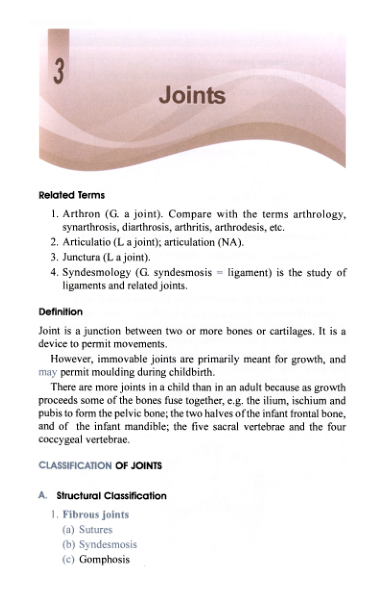 3
Joints
Related Terms
1. Arthron (G. a joint). Compare with the terms arthrology,
synarthrosis, diarthrosis, arthritis, arthrodesis, etc.
2. Articulatio (L a joint); articulation (NA).
3. Junctura (L a joint).
4. Syndesmology (G. syndesmosis = ligament) is the study of
ligaments and related joints.
Definition
Joint is a junction between two or more bones or cartilages. It is a
device to permit movements.
However, immovable joints are primarily meant for growth, and
may permit moulding during childbirth.
There are more joints in a child than in an adult because as growth
proceeds some of the bones fuse together, e.g. the ilium, ischium and
pubis to form the pelvic bone; the two halves of the infant frontal bone,
and of the infant mandible; the five sacral vertebrae and the four
coccygeal vertebrae.
CLASSIFICATION OF JOINTS
A. Structural Classification
1. Fibrous joints
(a) Sutures
(b) Syndesmosis
(c) Gomphosis